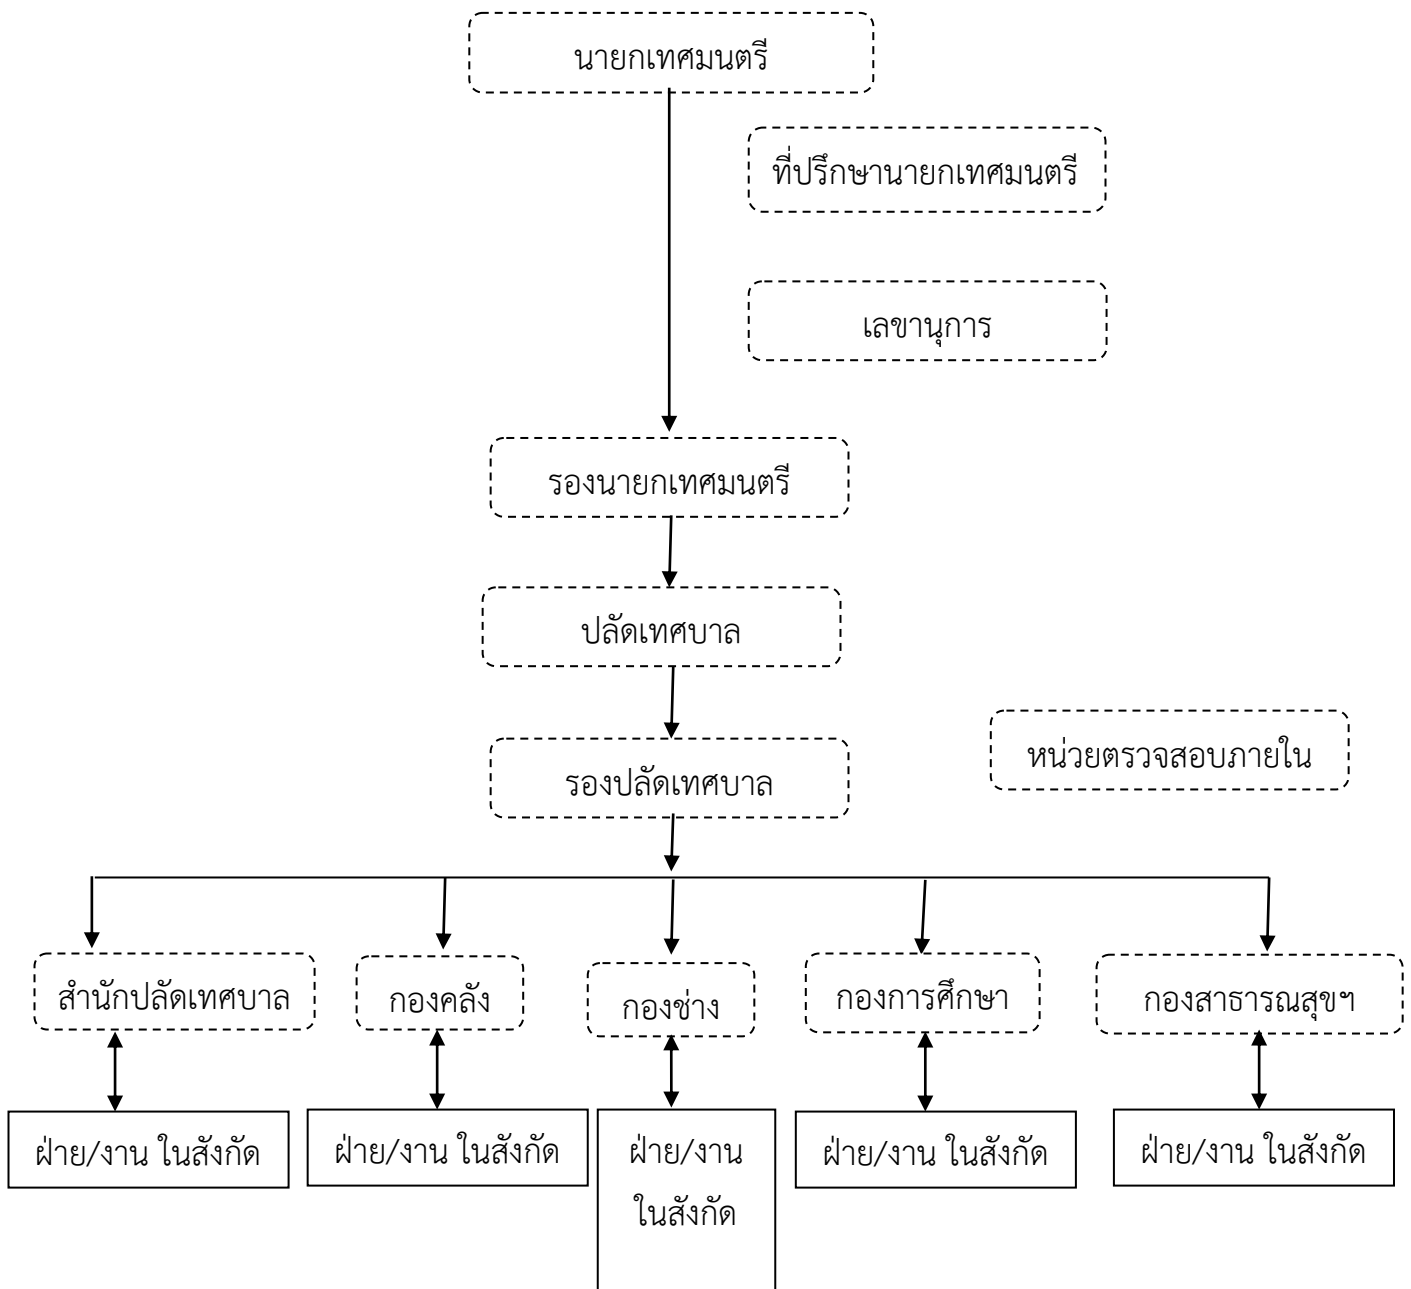 นายกเทศมนตรี
ที่ปรึกษานายกเทศมนตรี
เลขานุการ
รองนายกเทศมนตรี
ปลัดเทศบาล
หน่วยตรวจสอบภายใน
รองปลัดเทศบาล
สำนักปลัดเทศบาล
กองคลัง
กองช่าง
กองการศึกษา
กองสาธารณสุขฯ
ฝ่าย/งาน ในสังกัด
ฝ่าย/งาน ในสังกัด
ฝ่าย/งาน
ในสังกัด
ฝ่าย/งาน ในสังกัด
ฝ่าย/งาน ในสังกัด